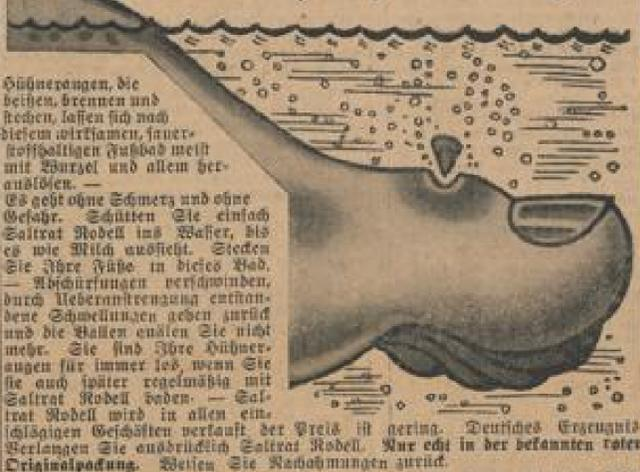 Hühneraugen, die
beißen, brennen und
stechen, lassen sich nach
diesem wirksamen, sauer-
stoffhaltigen Fußbad meist
mit Wurzel und allem her-
auslösen. —
Es geht ohne Schmerz und ohne
Gefahr. Schütten Sie einfach
Saltrat Rodell ins Wasser, bis
es wie Milch aussieht. Stecken
Sie Ihre Füße in dieses Bad.
— Abschürfungen verschwinden,
durch Ueberanstrengung entstan-
dene Schwellungen gehen zurück
und die Ballen quälen Sie nicht
mehr. Sie sind Ihre Hühner-
augen für immer los, wenn Sie
sie auch später regelmäßig mit
Saltrat Rodell baden. — Sal-
trat Rodell wird in allen ein-
schlägigen Geschäften verkauft der Preis ist gering. Deutsches Erzeugnis
Verlangen Sie ausdrücklich Saltrat Rodell. Nur echt in der bekannten roten
Originalpackung. Weisen Sie Nachahmungen zurück